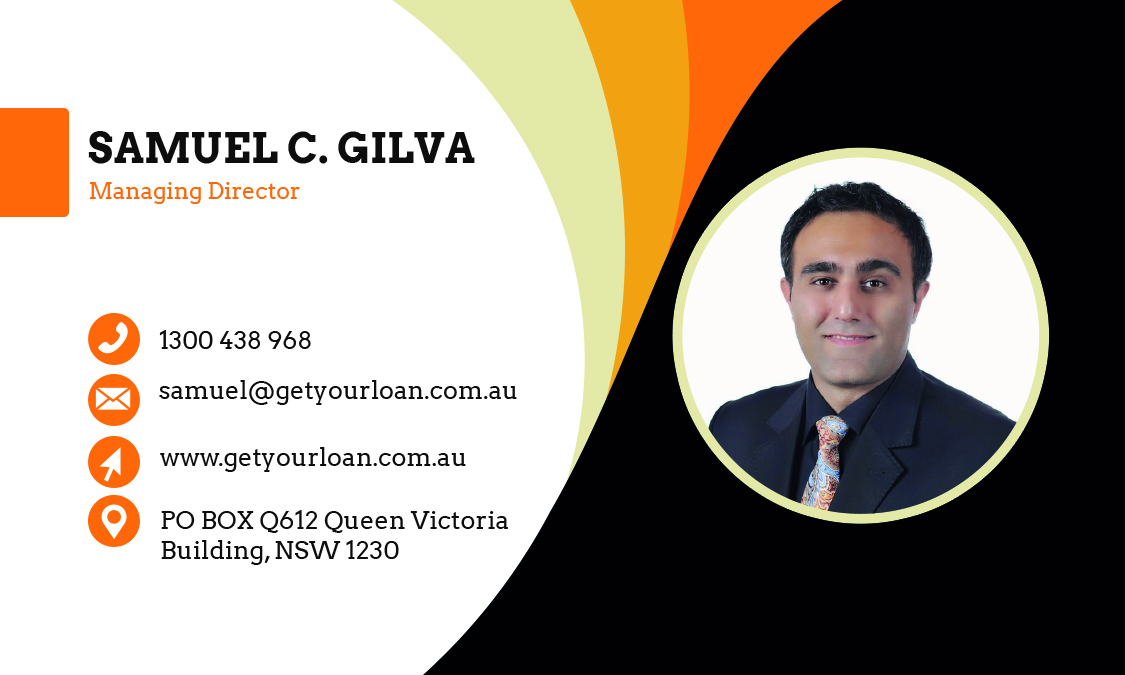 SAMUEL C. GILVA
Managing Director
1300 438 968
samuel@getyourloan.com.au
www.getyourloan.com.au
PO BOX Q612 Queen Victoria
Building, NSW 1230